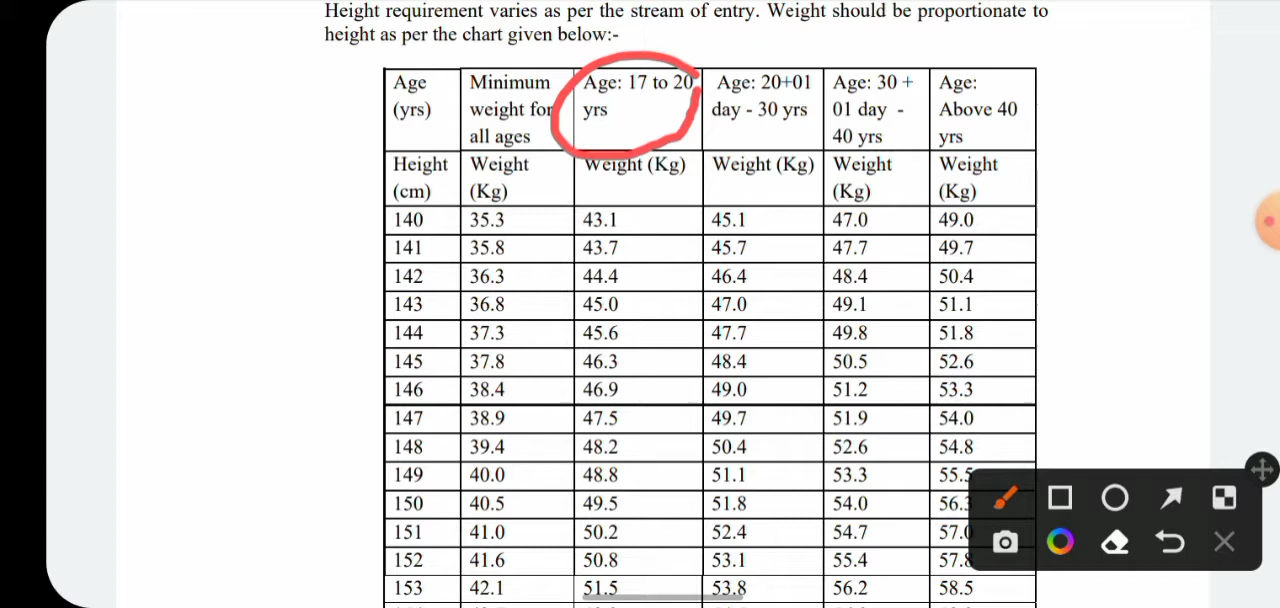 Height requirement varies as per the stream of entry. Weight should be proportionate to
height as per the chart given below:-
Age (yrs) Minimum weight for all ages Age: 17 to 20 yrs Age: 20+01 day - 30 yrs Age: 30 + 01 day - 40 yrs Age: Above 40 yrs
Height (cm) Weight (Kg) Weight (Kg) Weight (Kg) Weight (Kg) Weight (Kg)
140 35.3 43.1 45.1 47.0 49.0
141 35.8 43.7 45.7 47.7 49.7
142 36.3 44.4 46.4 48.4 50.4
143 36.8 45.0 47.0 49.1 51.1
144 37.3 45.6 47.7 49.8 51.8
145 37.8 46.3 48.4 50.5 52.6
146 38.4 46.9 49.0 51.2 53.3
147 38.9 47.5 49.7 51.9 54.0
148 39.4 48.2 50.4 52.6 54.8
149 40.0 48.8 51.1 53.3 55.5
150 40.5 49.5 51.8 54.0 56.3
151 41.0 50.2 52.4 54.7 57.0
152 41.6 50.8 53.1 55.4 57.8
153 42.1 51.5 53.8 56.2 58.5